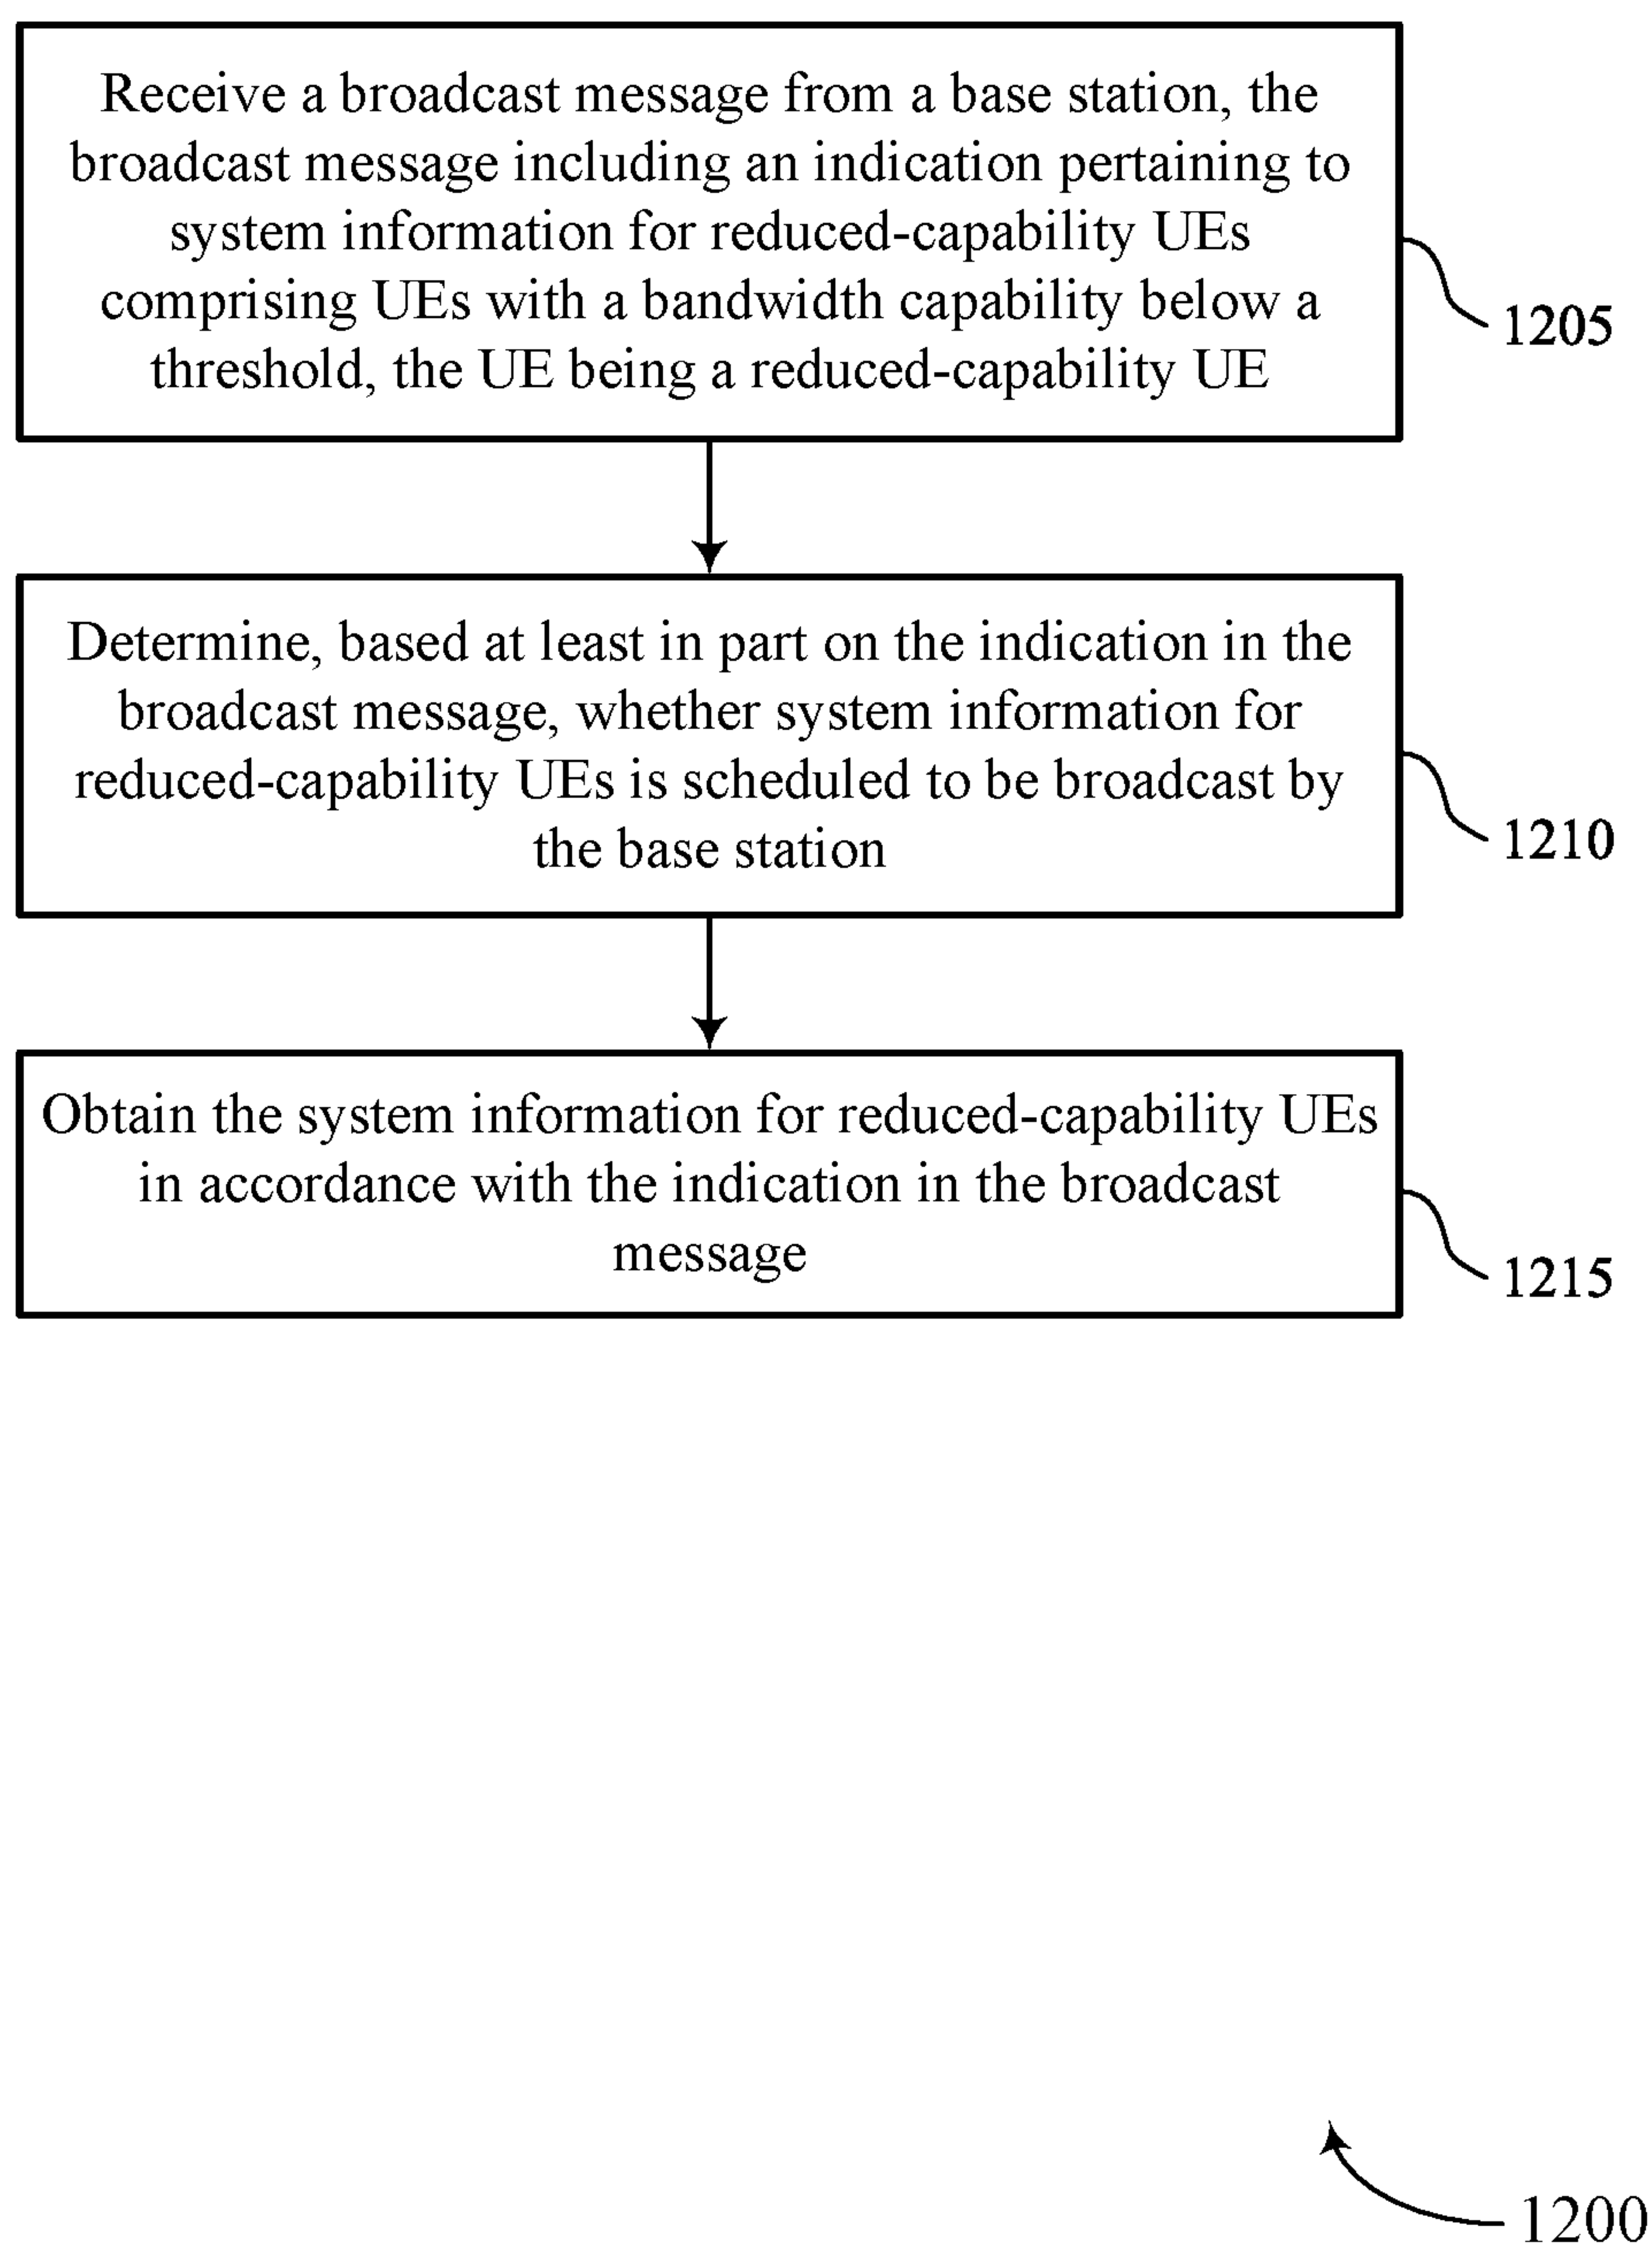 Receive a broadcast message from a base station, the
broadcast message including an indication pertaining to
system information for reduced-capability UEs
comprising UEs with a bandwidth capability below a
threshold, the UE being a reduced-capability UE
1205
Determine, based at least in part on the indication in the
broadcast message, whether system information for
reduced-capability UEs is scheduled to be broadcast by
the base station
1210
Obtain the system information for reduced-capability UEs
in accordance with the indication in the broadcast
message
1215
1200